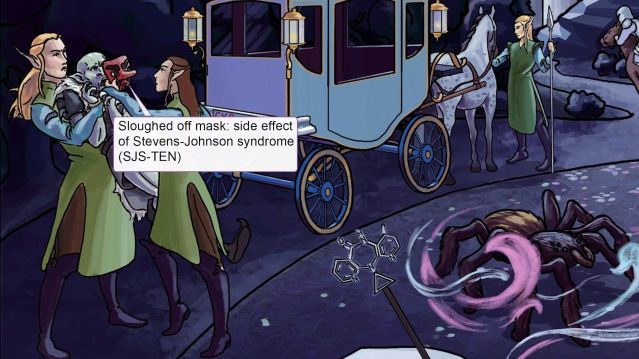 Sloughed off mask: side effect
of Stevens-Johnson syndrome
(SJS-TEN)